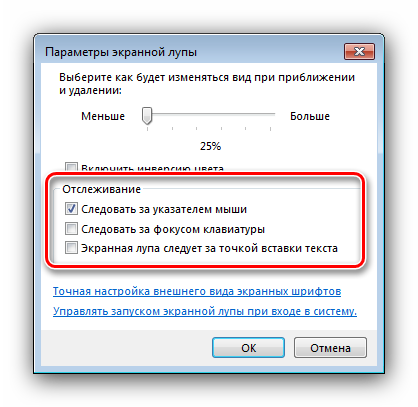 Параметры экранной лупы
Выберите как будет изменяться вид при приближении
и удалении:
Меньше Больше
25%
Включить инверсию цвета
Отслеживание
Следовать за указателем мыши
Следовать за фокусом клавиатуры
Экранная лупа следует за точкой вставки текста
Точная настройка внешнего вида экранных шрифтов
Управлять запуском экранной лупы при входе в систему.
ОК Отмена